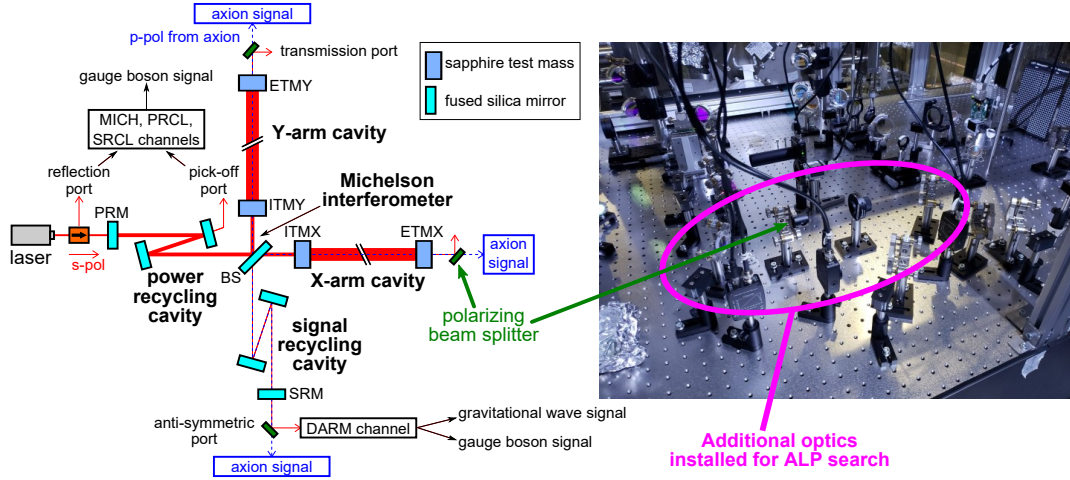 axion signal
p-pol from axion
transmission port
gauge boson signal
ETMY
sapphire test mass
fused silica mirror
MICH, PRCL,
SRCL channels
Y-arm cavity
reflection
port
pick-off
port
Michelson
interferometer
ITMY
PRM
ITMX
ETMX
laser
s-pol
BS
axion
signal
power
recycling
cavity
X-arm cavity
polarizing
beam splitter
signal
recycling
cavity
SRM
anti-symmetric
port
DARM channel
gravitational wave signal
gauge boson signal
axion signal
Additional optics
installed for ALP search